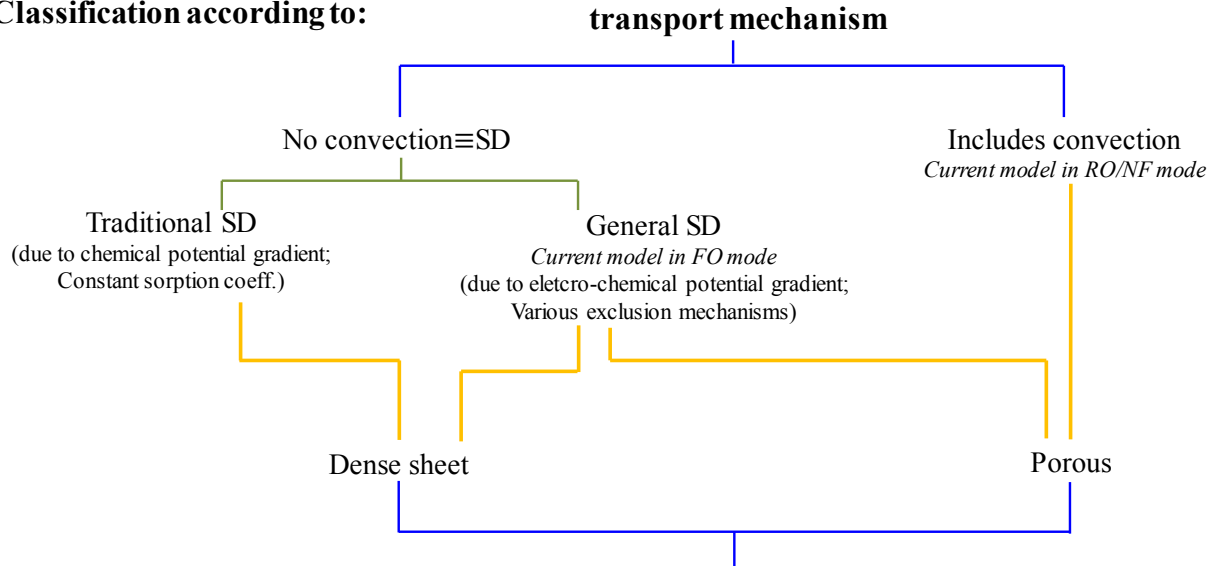 Classification according to:
transport mechanism
No convection≡SD
Includes convection
Current model in RO/NF mode
Traditional SD
(due to chemical potential gradient;
Constant sorption coeff.)
General SD
Current model in FO mode
(due to eletcro-chemical potential gradient;
Various exclusion mechanisms)
Dense sheet
Porous